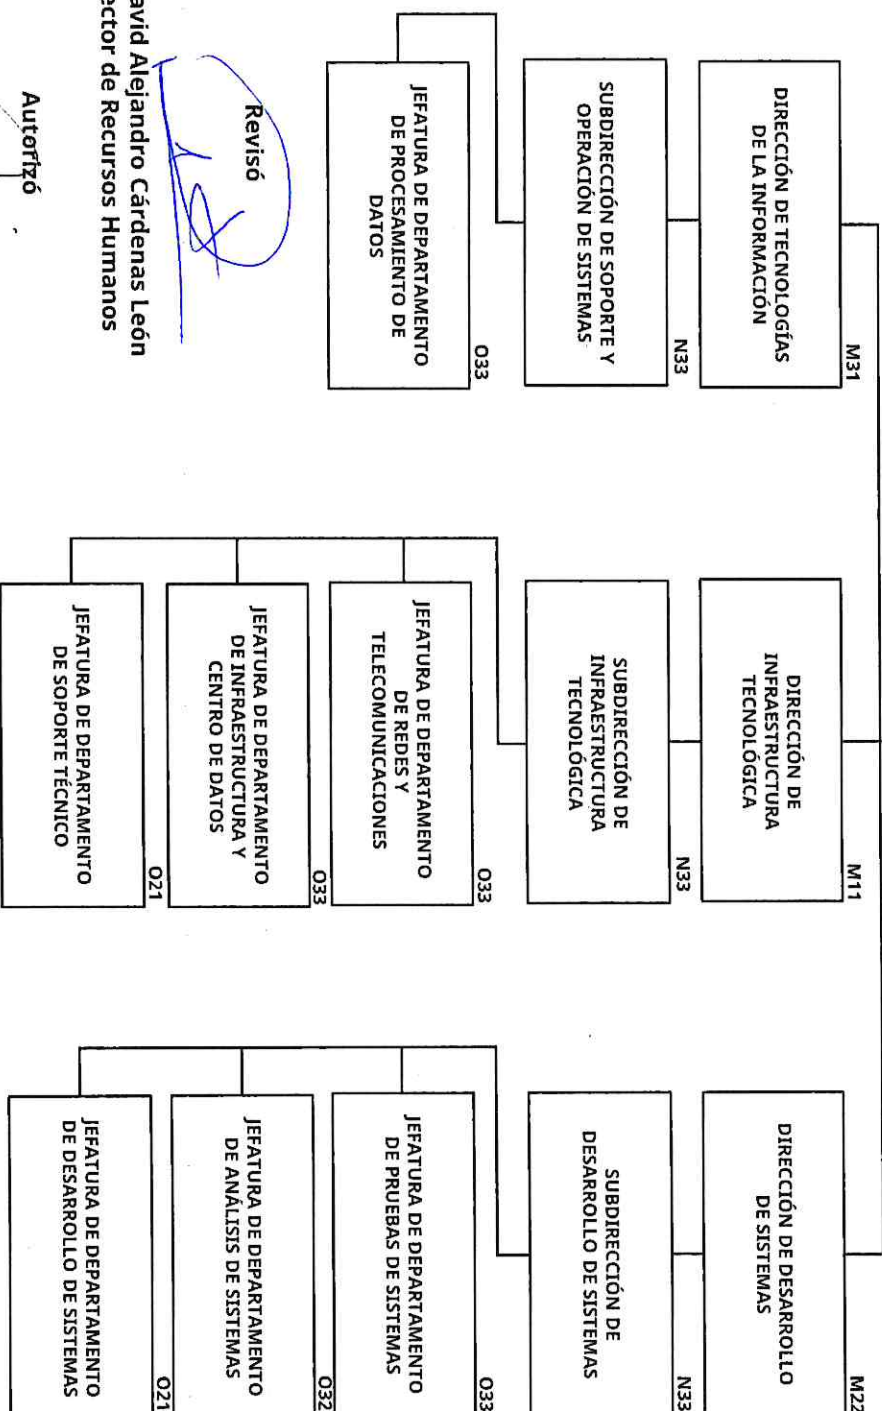 M31
DIRECCIÓN DE TECNOLOGÍAS
DE LA INFORMACIÓN
M11
DIRECCIÓN DE
INFRAESTRUCTURA
TECNOLÓGICA
M22
DIRECCIÓN DE DESARROLLO
DE SISTEMAS
N33
SUBDIRECCIÓN DE SOPORTE Y
OPERACIÓN DE SISTEMAS
N33
SUBDIRECCIÓN DE
INFRAESTRUCTURA
TECNOLÓGICA
N33
SUBDIRECCIÓN DE
DESARROLLO DE SISTEMAS
O33
JEFATURA DE DEPARTAMENTO
DE PROCESAMIENTO DE
DATOS
O33
JEFATURA DE DEPARTAMENTO
DE REDES Y
TELECOMUNICACIONES
O33
JEFATURA DE DEPARTAMENTO
DE PRUEBAS DE SISTEMAS
O33
JEFATURA DE DEPARTAMENTO
DE INFRAESTRUCTURA Y
CENTRO DE DATOS
O32
JEFATURA DE DEPARTAMENTO
DE ANÁLISIS DE SISTEMAS
O21
JEFATURA DE DEPARTAMENTO
DE SOPORTE TÉCNICO
O21
JEFATURA DE DEPARTAMENTO
DE DESARROLLO DE SISTEMAS
Revisó
avid Alejandro Cárdenas León
ector de Recursos Humanos
Autorizó